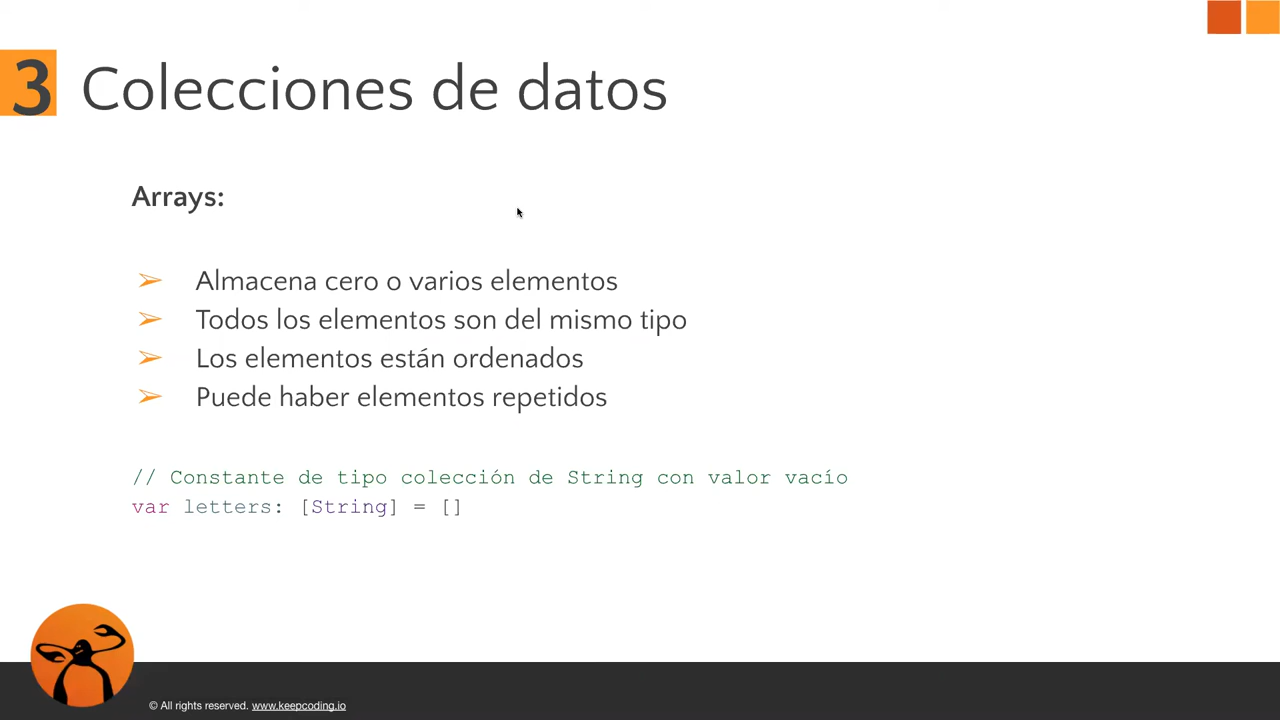 3 Colecciones de datos
Arrays:
➢ Almacena cero o varios elementos
➢ Todos los elementos son del mismo tipo
➢ Los elementos están ordenados
➢ Puede haber elementos repetidos
// Constante de tipo colección de String con valor vacío
var letters: [String] = []
© All rights reserved. www.keepcoding.io